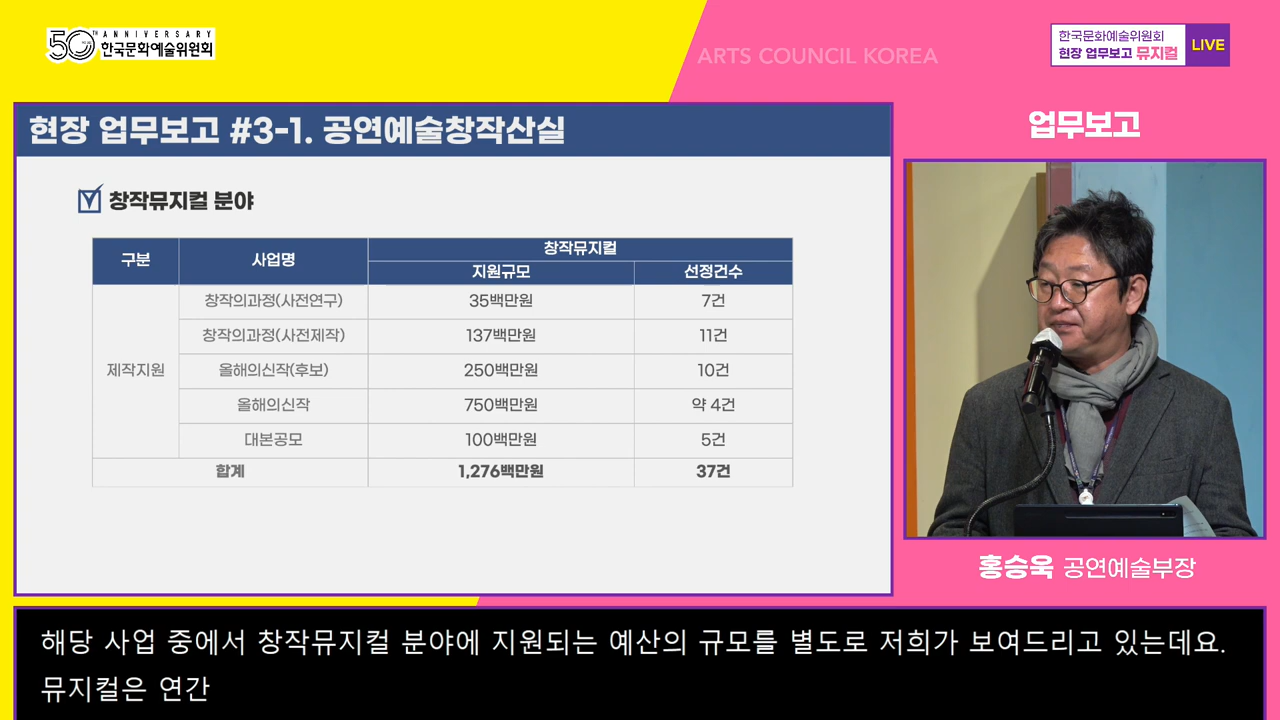 50TH ANNIVERSARY
한국문화예술위원회
ARTS COUNCIL KOREA
한국문화예술위원회
현장 업무보고 뮤지컬
LIVE
현장 업무보고 #3-1. 공연예술창작산실
업무보고
창작뮤지컬 분야
구분 사업명 창작뮤지컬
지원규모 선정건수
창작의과정(사전연구) 35백만원 7건
창작의과정(사전제작) 137백만원 11건
제작지원 올해의신작(후보) 250백만원 10건
올해의신작 750백만원 약 4건
대본공모 100백만원 5건
합계 1,276백만원 37건
홍승욱 공연예술부장
해당 사업 중에서 창작뮤지컬 분야에 지원되는 예산의 규모를 별도로 저희가 보여드리고 있는데요.
뮤지컬은 연간